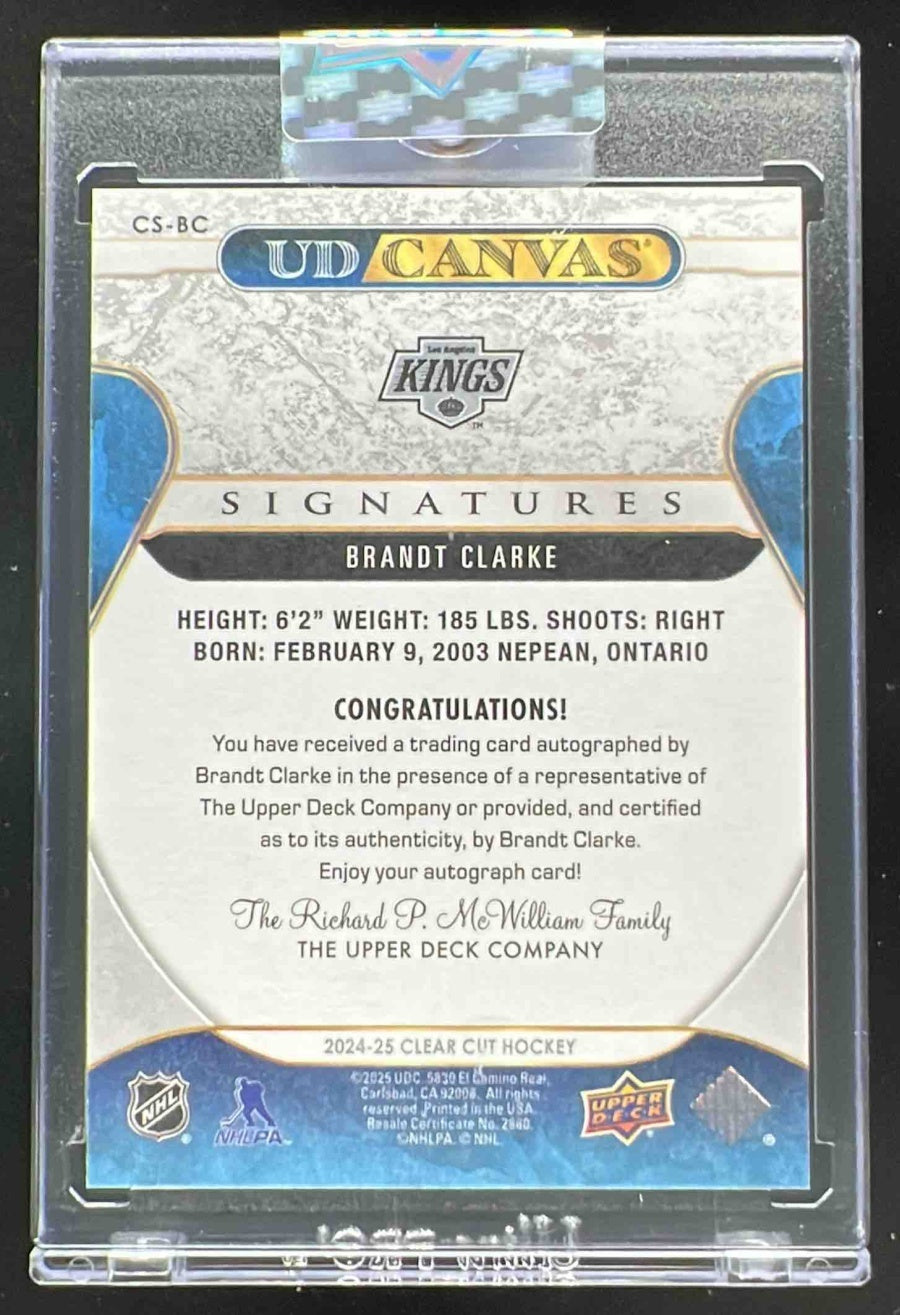 CS-BC
UD CANVAS
Los Angeles
KINGS
TM
SIGNATURES
BRANDT CLARKE
HEIGHT: 6'2" WEIGHT: 185 LBS. SHOOTS: RIGHT
BORN: FEBRUARY 9, 2003 NEPEAN, ONTARIO
CONGRATULATIONS!
You have received a trading card autographed by
Brandt Clarke in the presence of a representative of
The Upper Deck Company or provided, and certified
as to its authenticity, by Brandt Clarke.
Enjoy your autograph card!
The Richard P. McWilliam Family
THE UPPER DECK COMPANY
2024-25 CLEAR CUT HOCKEY
©2025 UDC. 5830 El Camino Real,
Carlsbad, CA 92008. All rights
reserved. Printed in the USA.
Resale Certificate No. 2860.
©NHLPA. © NHL
NHL
NHLPA
UPPER
DECK